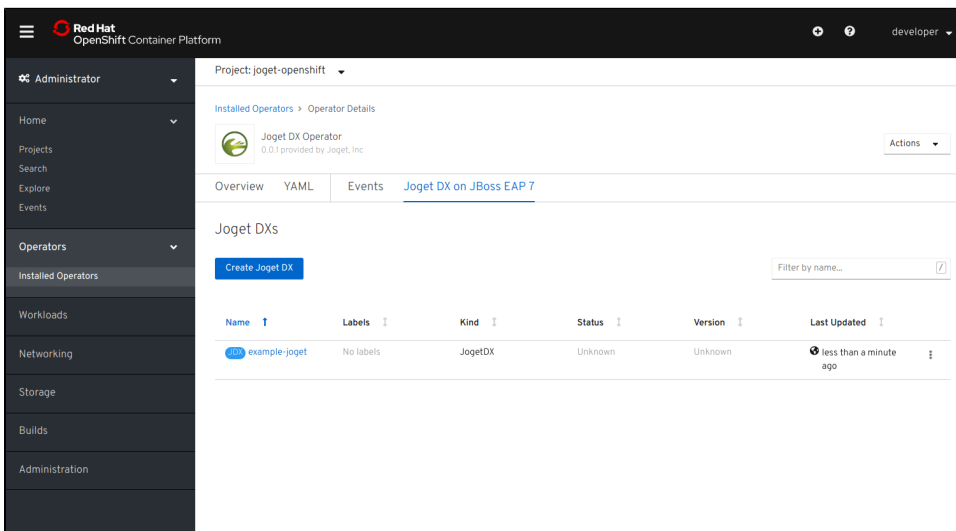 Red Hat
OpenShift Container Platform
developer
Administrator
Project: joget-openshift
Home
Projects
Search
Explore
Events
Operators
Installed Operators
Workloads
Networking
Storage
Builds
Administration
Installed Operators > Operator Details
Joget DX Operator
0.0.1 provided by Joget, Inc
Actions
Overview YAML Events Joget DX on JBoss EAP 7
Joget DXs
Create Joget DX
Filter by name...
/
Name Labels Kind Status Version Last Updated
JDX example-joget No labels JogetDX Unknown Unknown less than a minute
ago